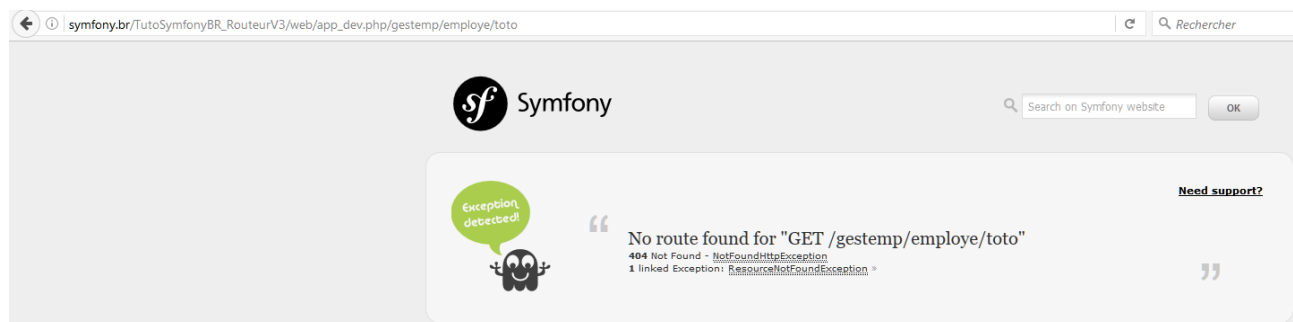 symfony.br/TutoSymfonyBR_RouteurV3/web/app_dev.php/gestemp/employe/toto
Rechercher
sf Symfony
Search on Symfony website
OK
Need support?
Exception
detected!
“
No route found for "GET /gestemp/employe/toto"
404 Not Found - NotFoundHttpException
1 linked Exception: ResourceNotFoundException »
”